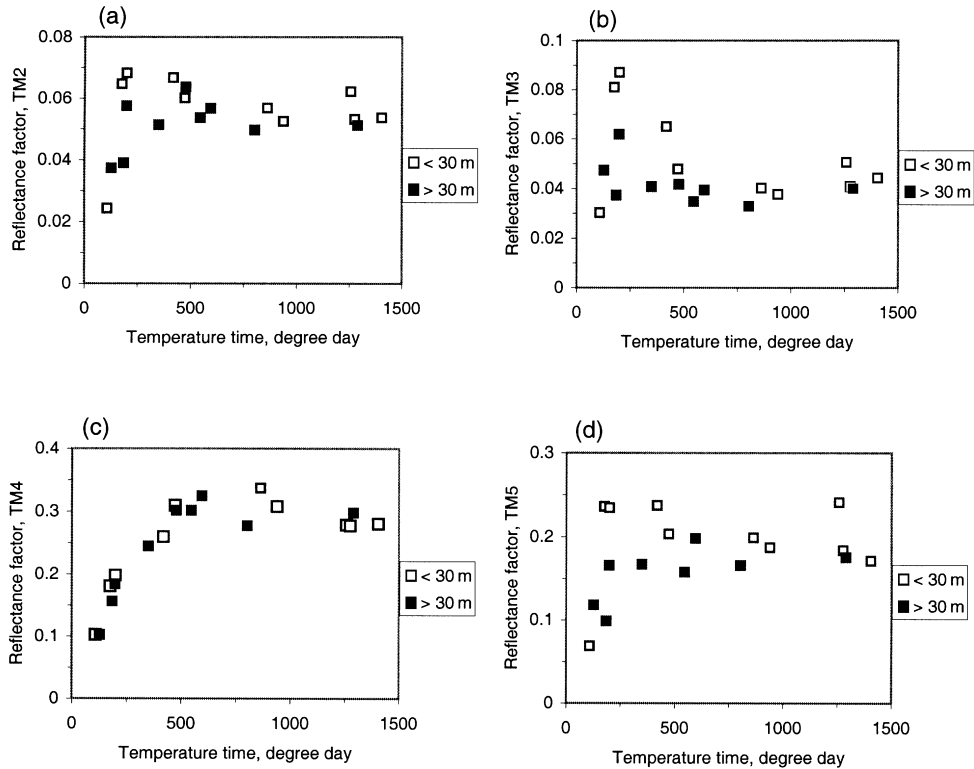 (a)
Reflectance factor, TM2
0.08
0.06
0.04
0.02
0
0 500 1000 1500
Temperature time, degree day
< 30 m
> 30 m
(b)
Reflectance factor, TM3
0.1
0.08
0.06
0.04
0.02
0
0 500 1000 1500
Temperature time, degree day
< 30 m
> 30 m
(c)
Reflectance factor, TM4
0.4
0.3
0.2
0.1
0
0 500 1000 1500
Temperature time, degree day
< 30 m
> 30 m
(d)
Reflectance factor, TM5
0.3
0.2
0.1
0
0 500 1000 1500
Temperature time, degree day
< 30 m
> 30 m